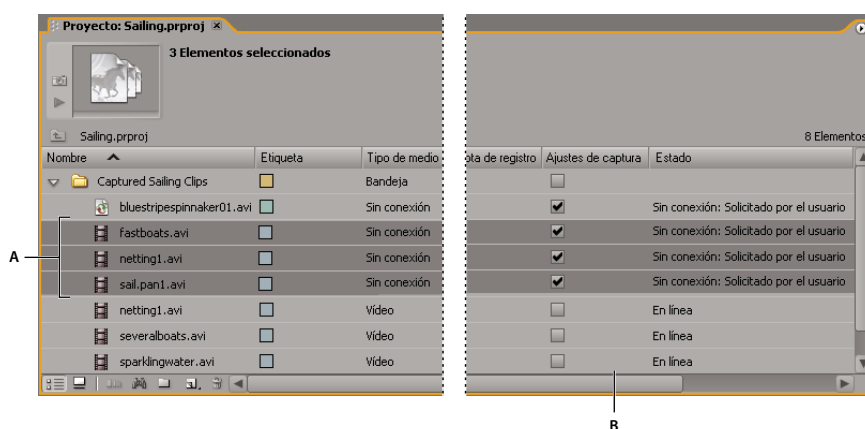 Proyecto: Sailing.prproj
3 Elementos seleccionados
Sailing.prproj
8 Elementos
Nombre Etiqueta Tipo de medio ota de registro Ajustes de captura Estado
Captured Sailing Clips Bandeja
bluestripespinnaker01.avi Sin conexión Sin conexión: Solicitado por el usuario
fastboats.avi Sin conexión Sin conexión: Solicitado por el usuario
A
netting1.avi Sin conexión Sin conexión: Solicitado por el usuario
sail.pan1.avi Sin conexión Sin conexión: Solicitado por el usuario
netting1.avi Vídeo En línea
severalboats.avi Vídeo En línea
sparklingwater.avi Vídeo En línea
B